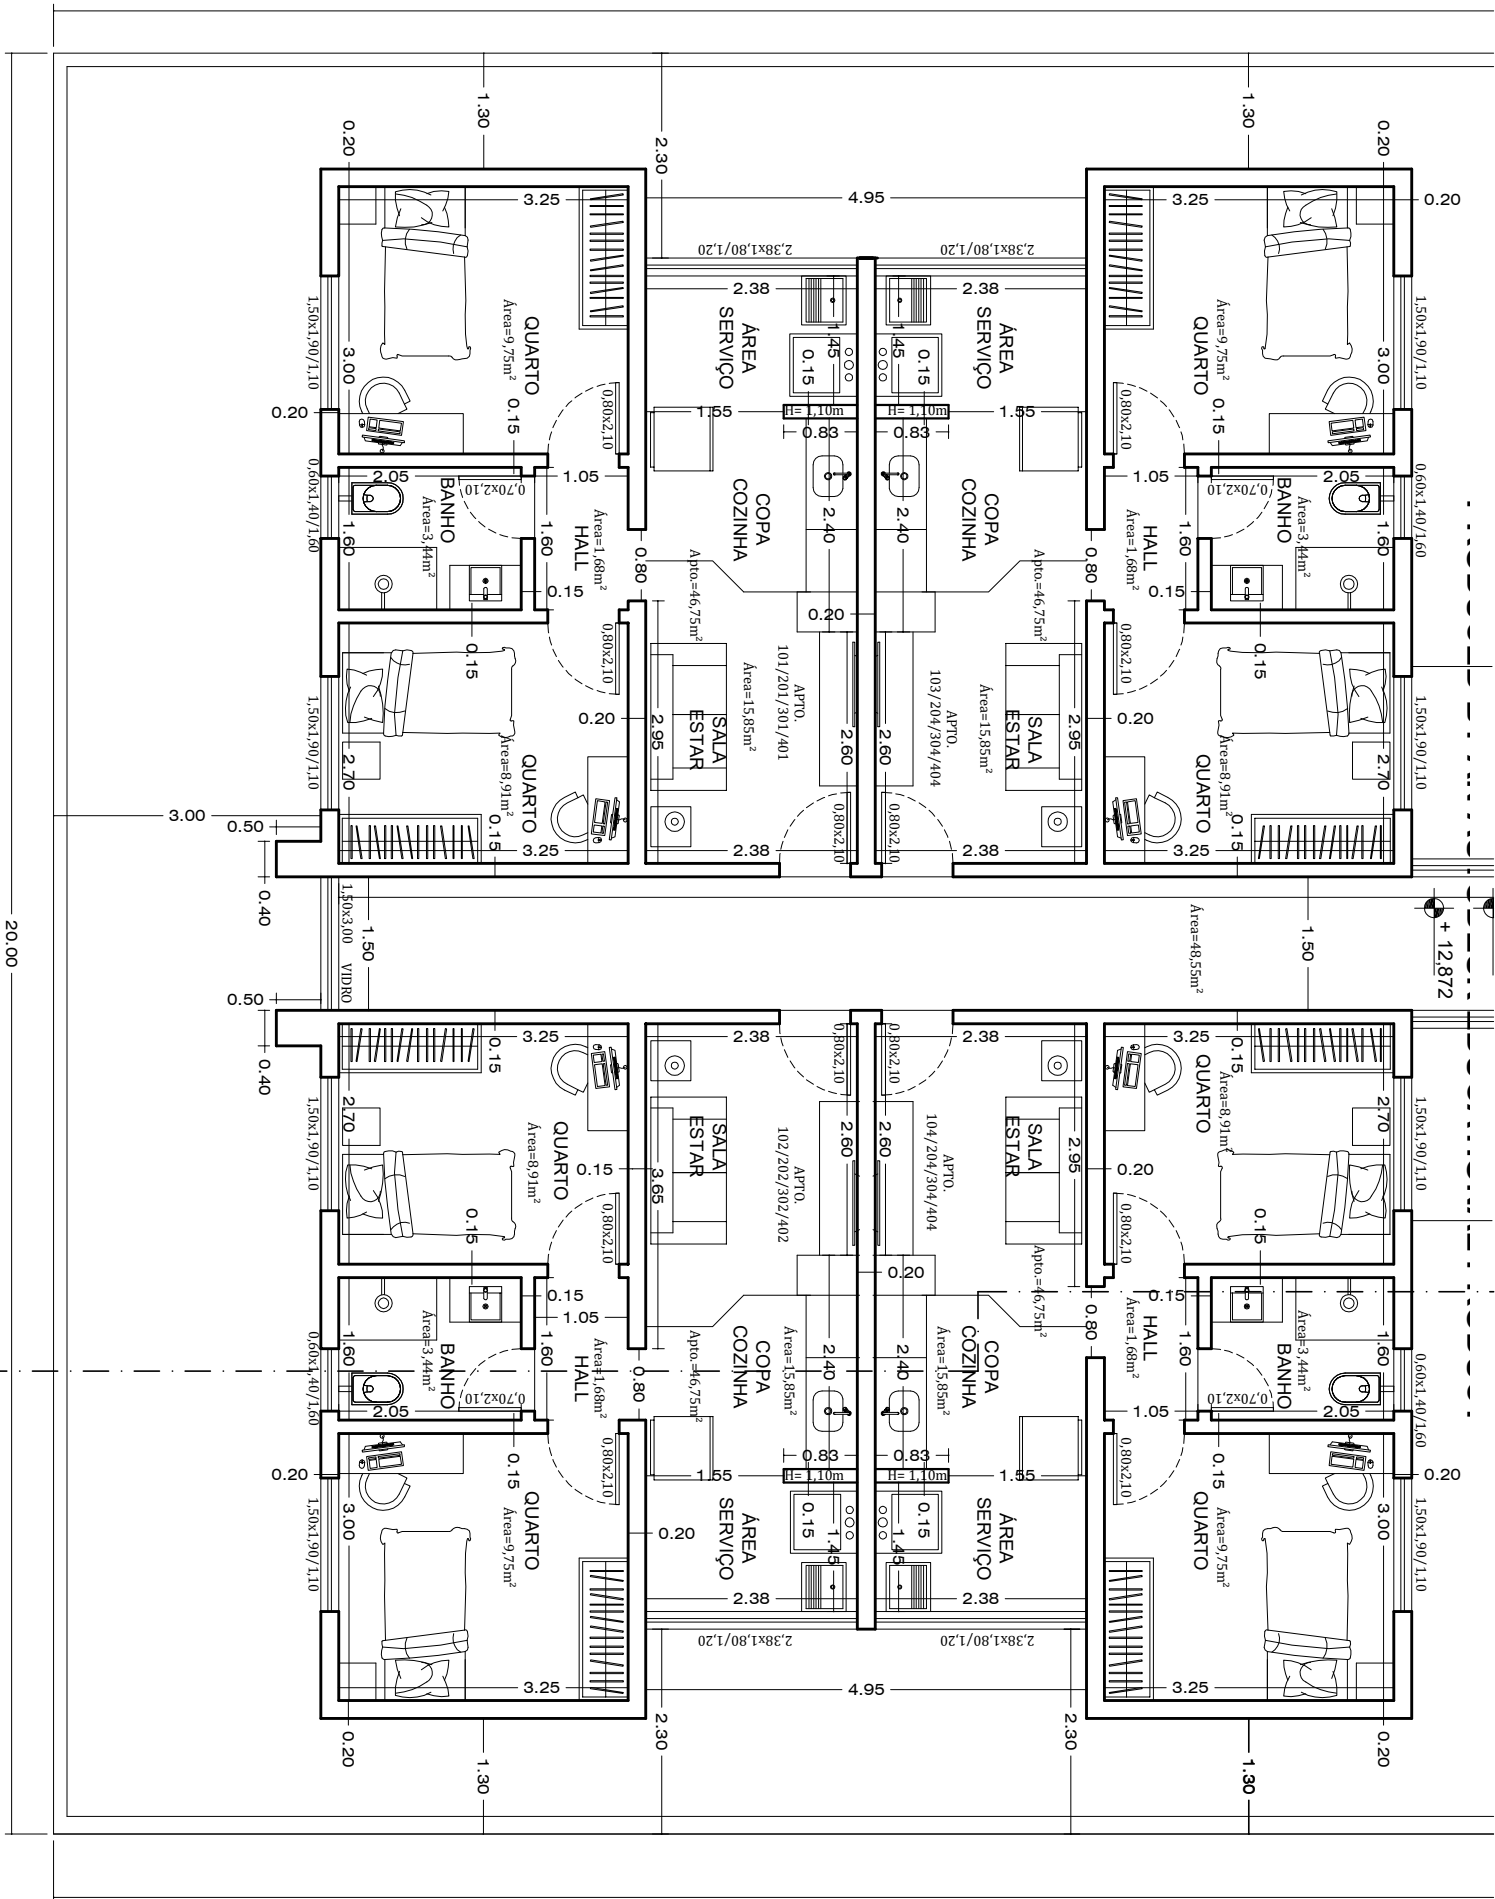 1.30
1.30
2.30
0.20
0.20
3.25
4.95
3.25
0.20
2,38x1,80/1,20
2,38x1,80/1,20
2.38
2.38
1,50x1,90/1,10
3.00
QUARTO
Área=9,75m²
ÁREA
SERVIÇO
1.45
0.15
1.45
0.15
ÁREA
SERVIÇO
QUARTO
Área=9,75m²
3.00
1,50x1,90/1,10
0.20
0.15
0,80x2,10
1.55
H= 1,10m
H= 1,10m
1.55
0,80x2,10
0.15
0.83
0.83
0,60x1,40/1,60
2.05
0,70x2,10
1.05
1.05
0,70x2,10
2.05
0,60x1,40/1,60
BANHO
Área=3,44m²
1.60
1.60
HALL
Área=1,68m²
0.80
COPA
COZINHA
2.40
2.40
COPA
COZINHA
0.80
HALL
Área=1,68m²
1.60
BANHO
Área=3,44m²
1.60
Apto.=46,75m²
Apto.=46,75m²
0.15
0.20
0.15
0.15
0,80x2,10
0,80x2,10
0.15
1,50x1,90/1,10
2.70
QUARTO
Área=8,91m²
0.20
2.95
SALA
ESTAR
Área=15,85m²
APTO.
101/201/301/401
2.60
2.60
APTO.
103/204/304/404
Área=15,85m²
SALA
ESTAR
2.95
0.20
QUARTO
Área=8,91m²
2.70
1,50x1,90/1,10
3.00
0.50
0.15
3.25
2.38
0,80x2,10
0,80x2,10
2.38
3.25
0.15
0.40
1,50x3,00 VIDRO
1.50
Área=48,55m²
1.50
+ 12,872
20.00
0.50
0.40
0.15
3.25
2.38
0,80x2,10
0,80x2,10
2.38
3.25
0.15
1,50x1,90/1,10
2.70
QUARTO
Área=8,91m²
0.15
3.65
SALA
ESTAR
APTO.
102/202/302/402
2.60
2.60
APTO.
104/204/304/404
SALA
ESTAR
2.95
0.20
QUARTO
Área=8,91m²
2.70
1,50x1,90/1,10
0.15
0,80x2,10
0,80x2,10
0.15
0.20
Apto.=46,75m²
0.15
1.05
0.15
0,60x1,40/1,60
1.60
BANHO
Área=3,44m²
1.60
HALL
Área=1,68m²
0.80
Apto.=46,75m²
COPA
COZINHA
Área=15,85m²
2.40
2.40
Área=15,85m²
COPA
COZINHA
0.80
HALL
Área=1,68m²
1.60
BANHO
Área=3,44m²
1.60
0,60x1,40/1,60
2.05
0,70x2,10
1.05
0,70x2,10
2.05
0.83
0.83
0.20
0.15
0,80x2,10
1.55
H= 1,10m
H= 1,10m
1.55
0,80x2,10
0.15
0.20
1,50x1,90/1,10
3.00
QUARTO
Área=9,75m²
0.20
ÁREA
SERVIÇO
0.15
1.45
1.45
0.15
ÁREA
SERVIÇO
QUARTO
Área=9,75m²
3.00
1,50x1,90/1,10
2.38
2.38
2,38x1,80/1,20
2,38x1,80/1,20
3.25
4.95
3.25
0.20
2.30
2.30
0.20
1.30
1.30